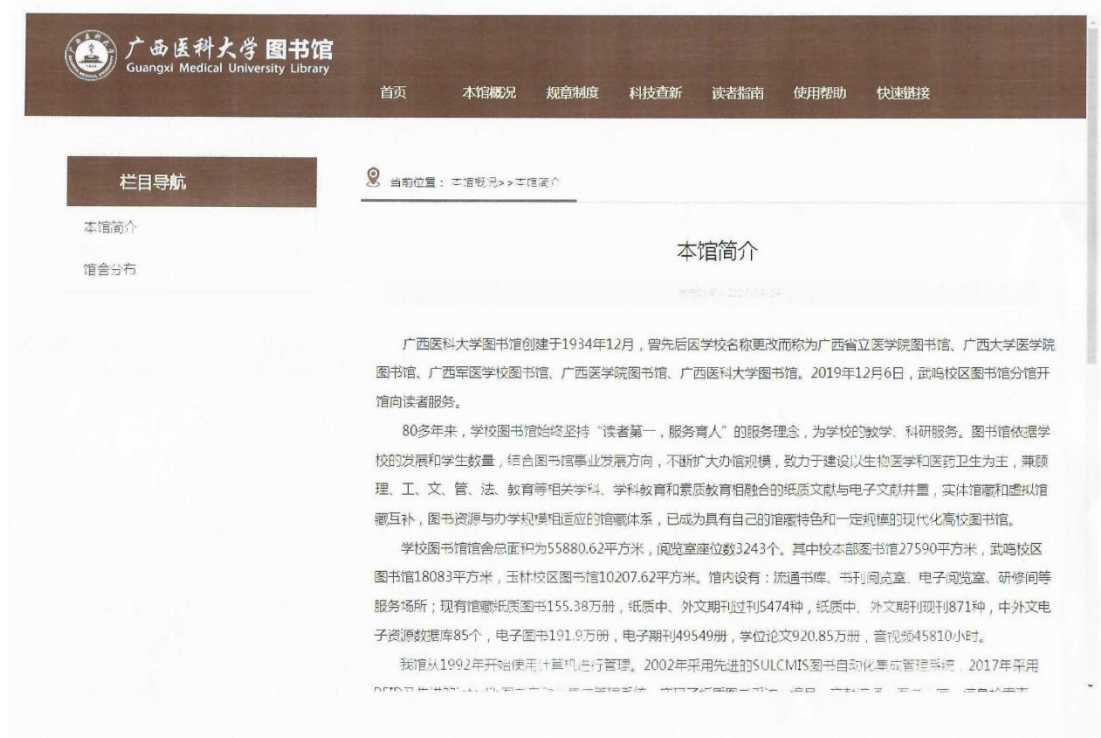 广西医科大学 图书馆
Guangxi Medical University Library
首页 本馆概况 规章制度 科技查新 读者指南 使用帮助 快速链接
栏目导航
本馆简介
馆舍分布
当前位置： 本馆概况>>本馆简介
本馆简介
广西医科大学图书馆创建于1934年12月，曾先后因学校名称更改而称为广西省立医学院图书馆、广西大学医学院
图书馆、广西军医学校图书馆、广西医学院图书馆、广西医科大学图书馆。2019年12月6日，武鸣校区图书馆分馆开
馆向读者服务。
80多年来，学校图书馆始终坚持“读者第一，服务育人”的服务理念，为学校的教学、科研服务。图书馆依据学
校的发展和学生数量，结合图书馆事业发展方向，不断扩大办馆规模，致力于建设以生物医学和医药卫生为主，兼顾
理、工、文、管、法、教育等相关学科、学科教育和素质教育相融合的纸质文献与电子文献并重，实体馆藏和虚拟馆
藏互补，图书资源与办学规模相适应的馆藏体系，已成为具有自己的馆藏特色和一定规模的现代化高校图书馆。
学校图书馆馆舍总面积为55880.62平方米，阅览室座位数3243个。其中校本部图书馆27590平方米，武鸣校区
图书馆18083平方米，玉林校区图书馆10207.62平方米。馆内设有：流通书库、书刊阅览室、电子阅览室、研修间等
服务场所；现有馆藏纸质图书155.38万册，纸质中、外文期刊过刊5474种，纸质中、外文期刊现刊871种，中外文电
子资源数据库85个，电子图书191.9万册，电子期刊49549册，学位论文920.85万册，音视频45810小时。
我馆从1992年开始使用计算机进行管理。2002年采用先进的SULCMIS图书自动化集成管理系统，2017年采用